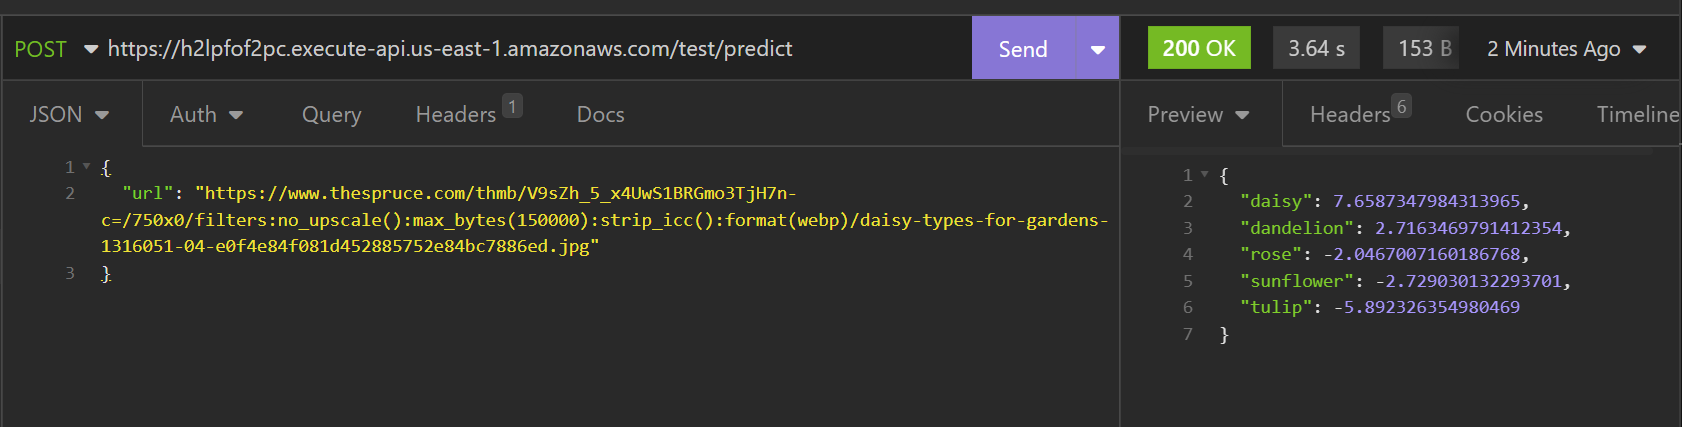 POST https://h2lpfof2pc.execute-api.us-east-1.amazonaws.com/test/predict Send 200 OK 3.64 s 153 B 2 Minutes Ago
JSON Auth Query Headers 1 Docs Preview Headers 6 Cookies Timeline
1 {
2 "url": "https://www.thespruce.com/thmb/V9sZh_5_x4UwS1BRGmo3TjH7n-
c=/750x0/filters:no_upscale():max_bytes(150000):strip_icc():format(webp)/daisy-types-for-gardens-
1316051-04-e0f4e84f081d452885752e84bc7886ed.jpg"
3 }
1 {
2 "daisy": 7.6587347984313965,
3 "dandelion": 2.7163469791412354,
4 "rose": -2.0467007160186768,
5 "sunflower": -2.729030132293701,
6 "tulip": -5.892326354980469
7 }